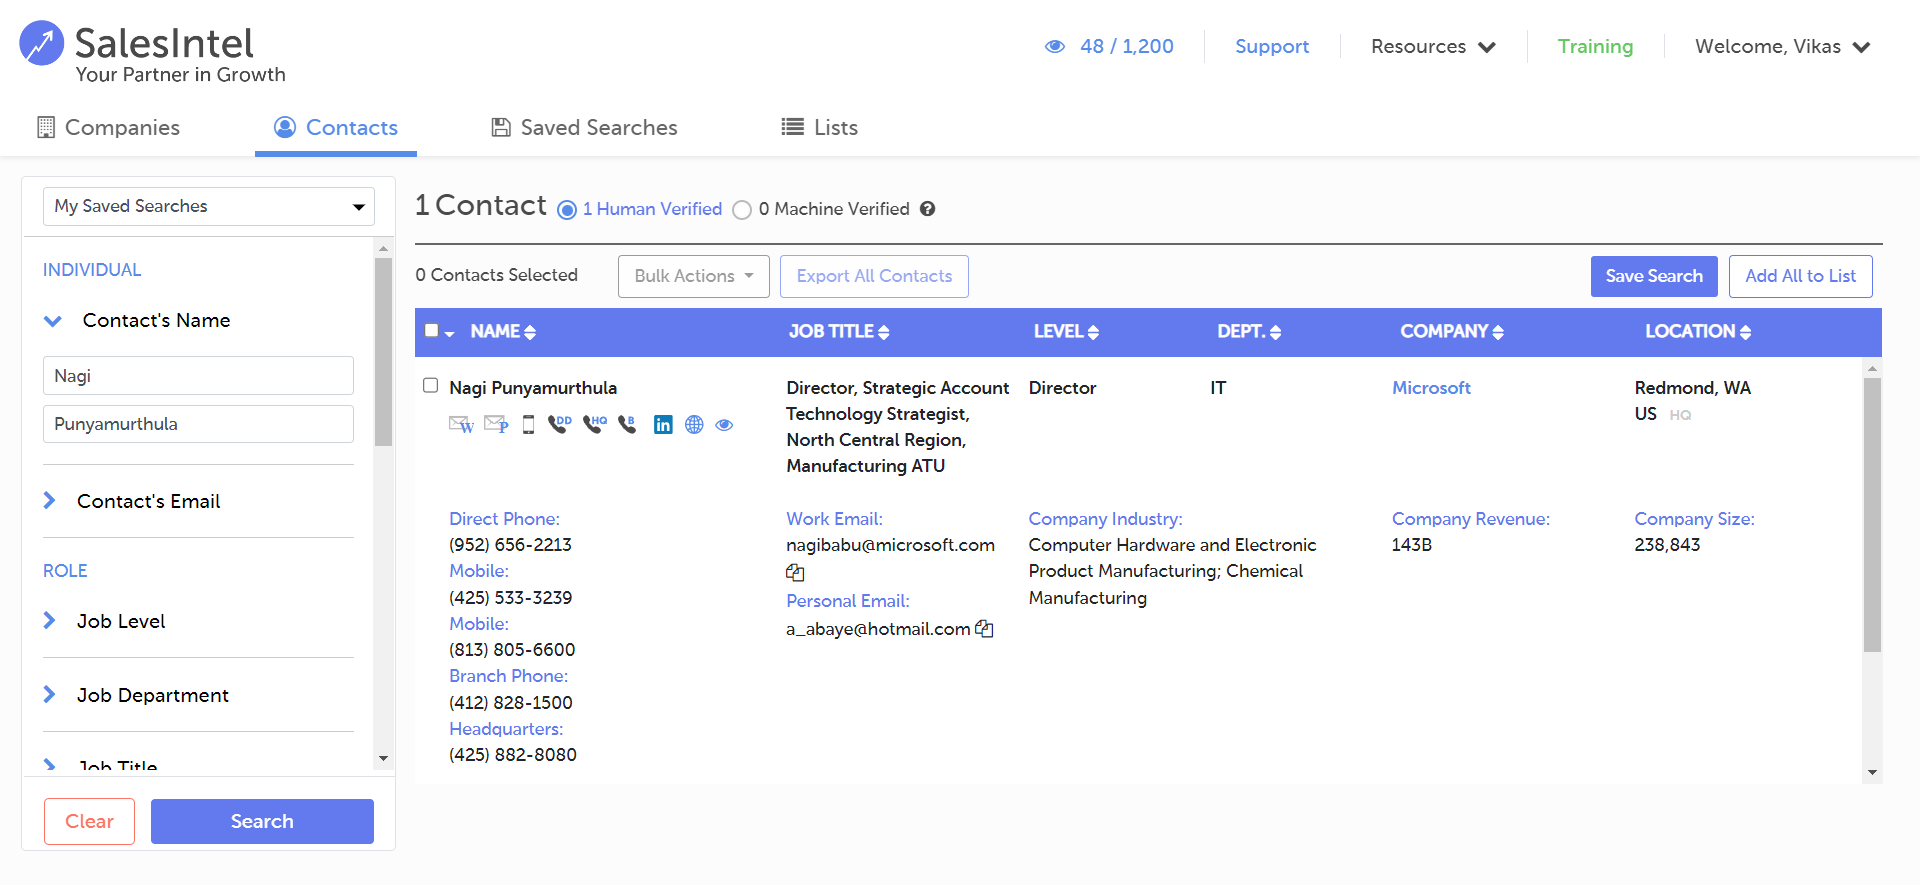 SalesIntel
Your Partner in Growth
48 / 1,200
Support
Resources
Training
Welcome, Vikas
Companies
Contacts
Saved Searches
Lists
My Saved Searches
INDIVIDUAL
Contact's Name
Nagi
Punyamurthula
Contact's Email
ROLE
Job Level
Job Department
Job Title
Clear
Search
1 Contact
1 Human Verified
0 Machine Verified
?
0 Contacts Selected
Bulk Actions
Export All Contacts
Save Search
Add All to List
NAME
JOB TITLE
LEVEL
DEPT.
COMPANY
LOCATION
Nagi Punyamurthula
W
P
DD
HQ
B
in
Director, Strategic Account
Technology Strategist,
North Central Region,
Manufacturing ATU
Director
IT
Microsoft
Redmond, WA
US HQ
Direct Phone:
(952) 656-2213
Mobile:
(425) 533-3239
Mobile:
(813) 805-6600
Branch Phone:
(412) 828-1500
Headquarters:
(425) 882-8080
Work Email:
nagibabu@microsoft.com
Personal Email:
a_abaye@hotmail.com
Company Industry:
Computer Hardware and Electronic
Product Manufacturing; Chemical
Manufacturing
Company Revenue:
143B
Company Size:
238,843